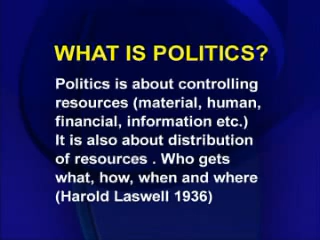 WHAT IS POLITICS?
Politics is about controlling
resources (material, human,
financial, information etc.)
It is also about distribution
of resources . Who gets
what, how, when and where
(Harold Laswell 1936)